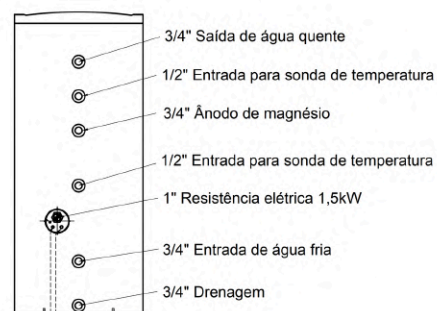 3/4" Saída de água quente
1/2" Entrada para sonda de temperatura
3/4" Ânodo de magnésio
1/2" Entrada para sonda de temperatura
1" Resistência elétrica 1,5kW
3/4" Entrada de água fria
3/4" Drenagem